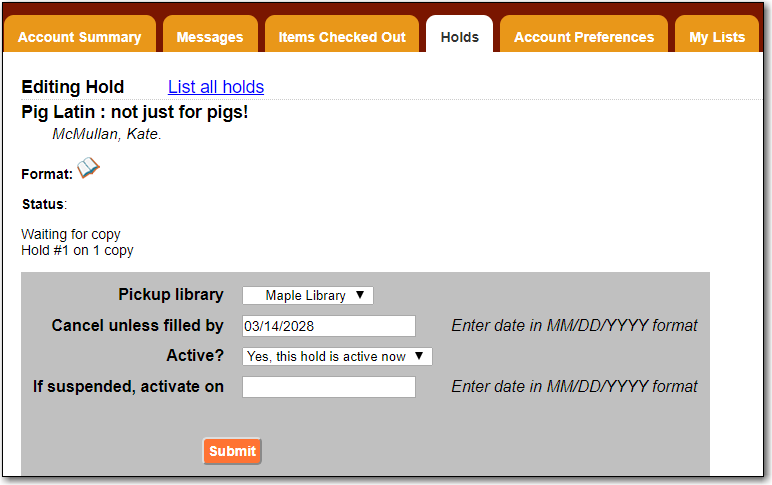 Account Summary Messages Items Checked Out Holds Account Preferences My Lists
Editing Hold List all holds
Pig Latin : not just for pigs!
McMullan, Kate.
Format:
Status:
Waiting for copy
Hold #1 on 1 copy
Pickup library Maple Library
Cancel unless filled by 03/14/2028 Enter date in MM/DD/YYYY format
Active? Yes, this hold is active now
If suspended, activate on Enter date in MM/DD/YYYY format
Submit